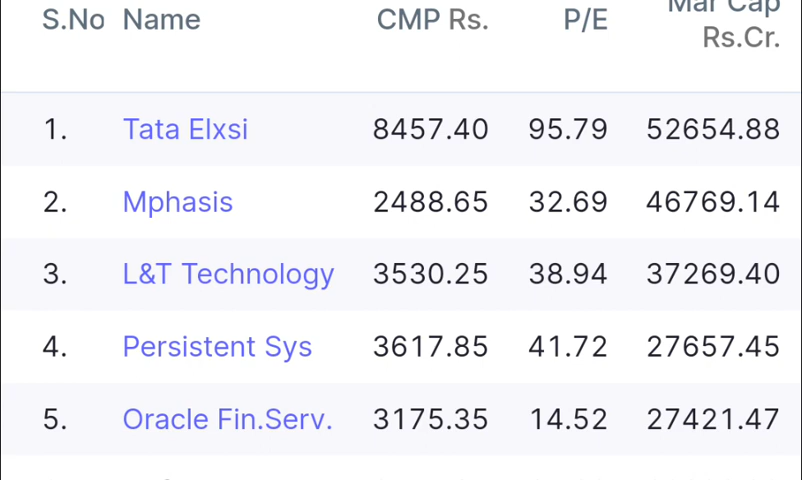 S.No Name CMP Rs. P/E Mar Cap
Rs.Cr.
1. Tata Elxsi 8457.40 95.79 52654.88
2. Mphasis 2488.65 32.69 46769.14
3. L&T Technology 3530.25 38.94 37269.40
4. Persistent Sys 3617.85 41.72 27657.45
5. Oracle Fin.Serv. 3175.35 14.52 27421.47